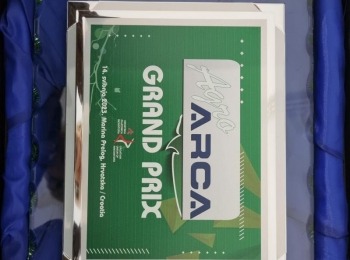 Agro
ARCA
GRAND PRIX
14. svibnja 2023, Marina Prelog, Hrvatska / Croatia